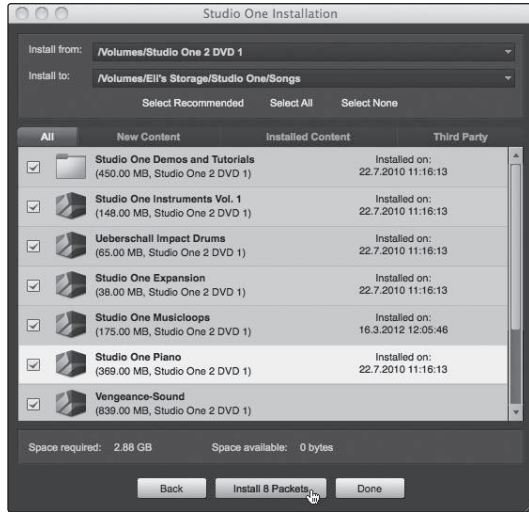 Studio One Installation
Install from: /Volumes/Studio One 2 DVD 1
Install to: /Volumes/Eli's Storage/Studio One/Songs
Select Recommended Select All Select None
All New Content Installed Content Third Party
Studio One Demos and Tutorials Installed on:
(450.00 MB, Studio One 2 DVD 1) 22.7.2010 11:16:13
Studio One Instruments Vol. 1 Installed on:
(148.00 MB, Studio One 2 DVD 1) 22.7.2010 11:16:13
Ueberschall Impact Drums Installed on:
(65.00 MB, Studio One 2 DVD 1) 22.7.2010 11:16:13
Studio One Expansion Installed on:
(38.00 MB, Studio One 2 DVD 1) 22.7.2010 11:16:13
Studio One Musicloops Installed on:
(175.00 MB, Studio One 2 DVD 1) 16.3.2012 12:05:46
Studio One Piano Installed on:
(369.00 MB, Studio One 2 DVD 1) 22.7.2010 11:16:13
Vengeance-Sound
(839.00 MB, Studio One 2 DVD 1)
Space required: 2.88 GB Space available: 0 bytes
Back Install 8 Packets Done